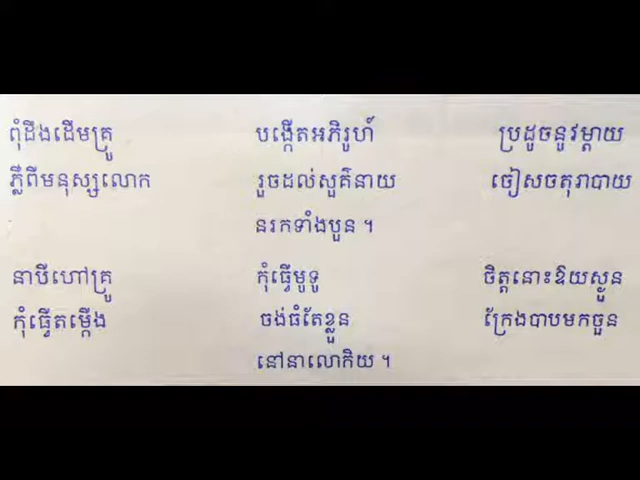 ពុំដឹងដើមគ្រូ បង្កើតអភិរូហ៍ ប្រដូចនូវម្ដាយ
ភ្លឺពីមនុស្សលោក រួចដល់សួគ៌នាយ ចៀសចតុរាបាយ
នរកទាំងបួន ។
នាបីហៅគ្រូ កុំធ្វើមូទូ ចិត្តនោះឱយស្ងួន
កុំធ្វើតម្កើង ចង់ធំតែខ្លួន ក្រែងបាបមកចួន
នៅនាលោកិយ ។